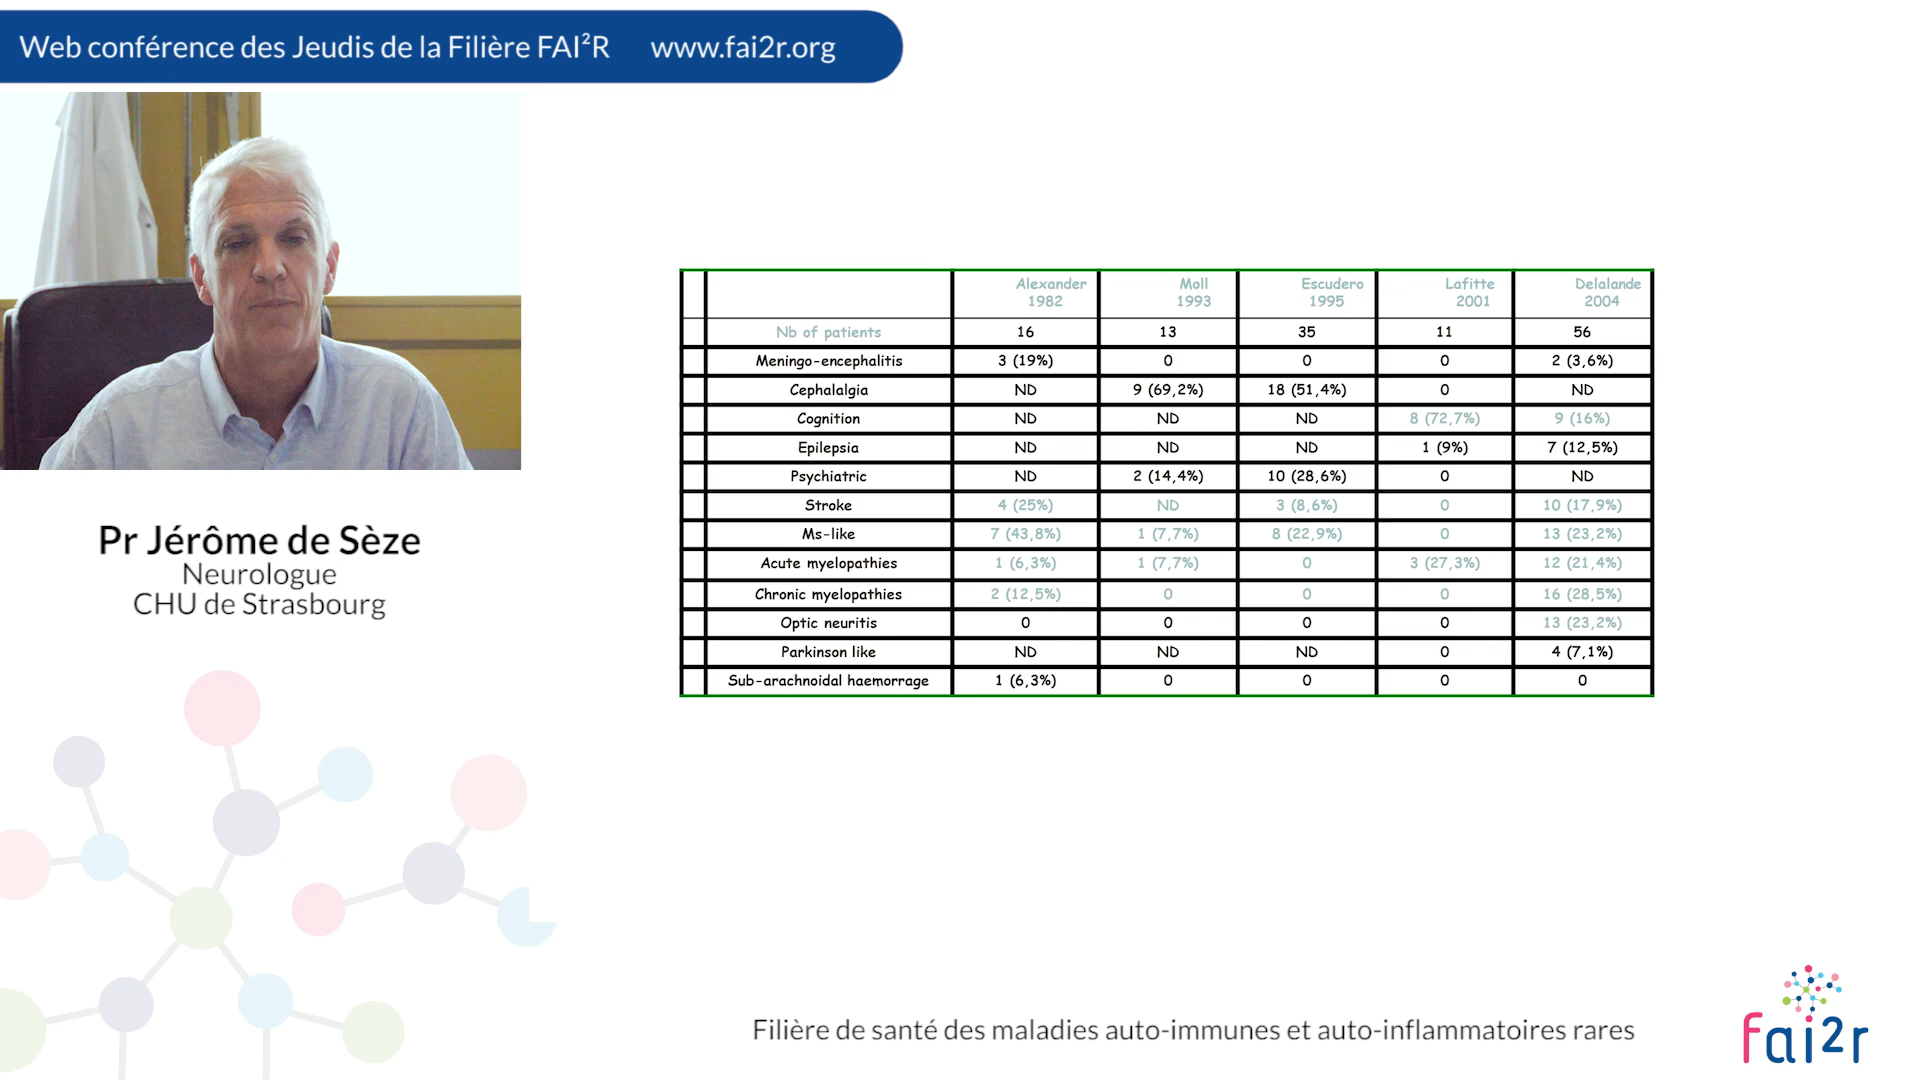 Web conférence des Jeudis de la Filière FAI²R www.fai2r.org
Pr Jérôme de Sèze
Neurologue
CHU de Strasbourg
Alexander 1982 Moll 1993 Escudero 1995 Lafitte 2001 Delalande 2004
Nb of patients 16 13 35 11 56
Meningo-encephalitis 3 (19%) 0 0 0 2 (3,6%)
Cephalalgia ND 9 (69,2%) 18 (51,4%) 0 ND
Cognition ND ND ND 8 (72,7%) 9 (16%)
Epilepsia ND ND ND 1 (9%) 7 (12,5%)
Psychiatric ND 2 (14,4%) 10 (28,6%) 0 ND
Stroke 4 (25%) ND 3 (8,6%) 0 10 (17,9%)
Ms-like 7 (43,8%) 1 (7,7%) 8 (22,9%) 0 13 (23,2%)
Acute myelopathies 1 (6,3%) 1 (7,7%) 0 3 (27,3%) 12 (21,4%)
Chronic myelopathies 2 (12,5%) 0 0 0 16 (28,5%)
Optic neuritis 0 0 0 0 13 (23,2%)
Parkinson like ND ND ND 0 4 (7,1%)
Sub-arachnoidal haemorrage 1 (6,3%) 0 0 0 0
Filière de santé des maladies auto-immunes et auto-inflammatoires rares
fai2r